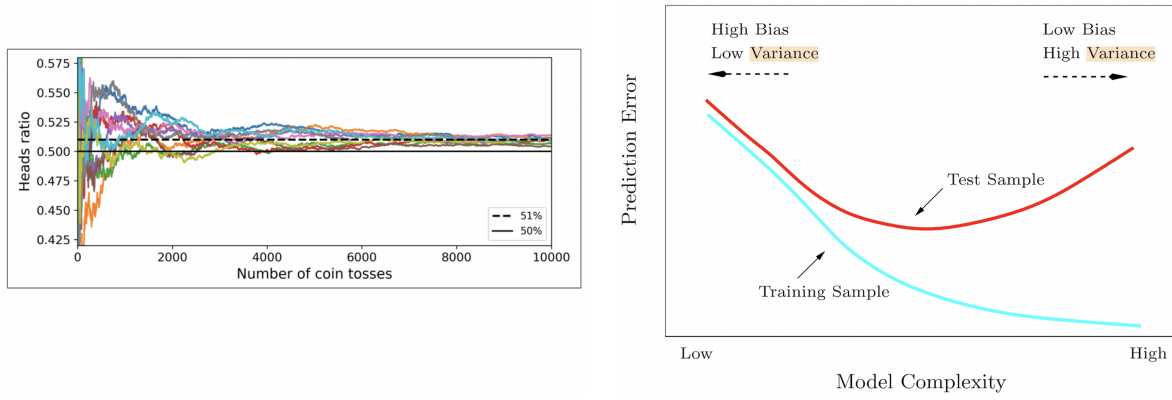 0.575
0.550
0.525
0.500
0.475
0.450
0.425
Heads ratio
51%
50%
0 2000 4000 6000 8000 10000
Number of coin tosses
High Bias
Low Variance
Low Bias
High Variance
Prediction Error
Test Sample
Training Sample
Low High
Model Complexity